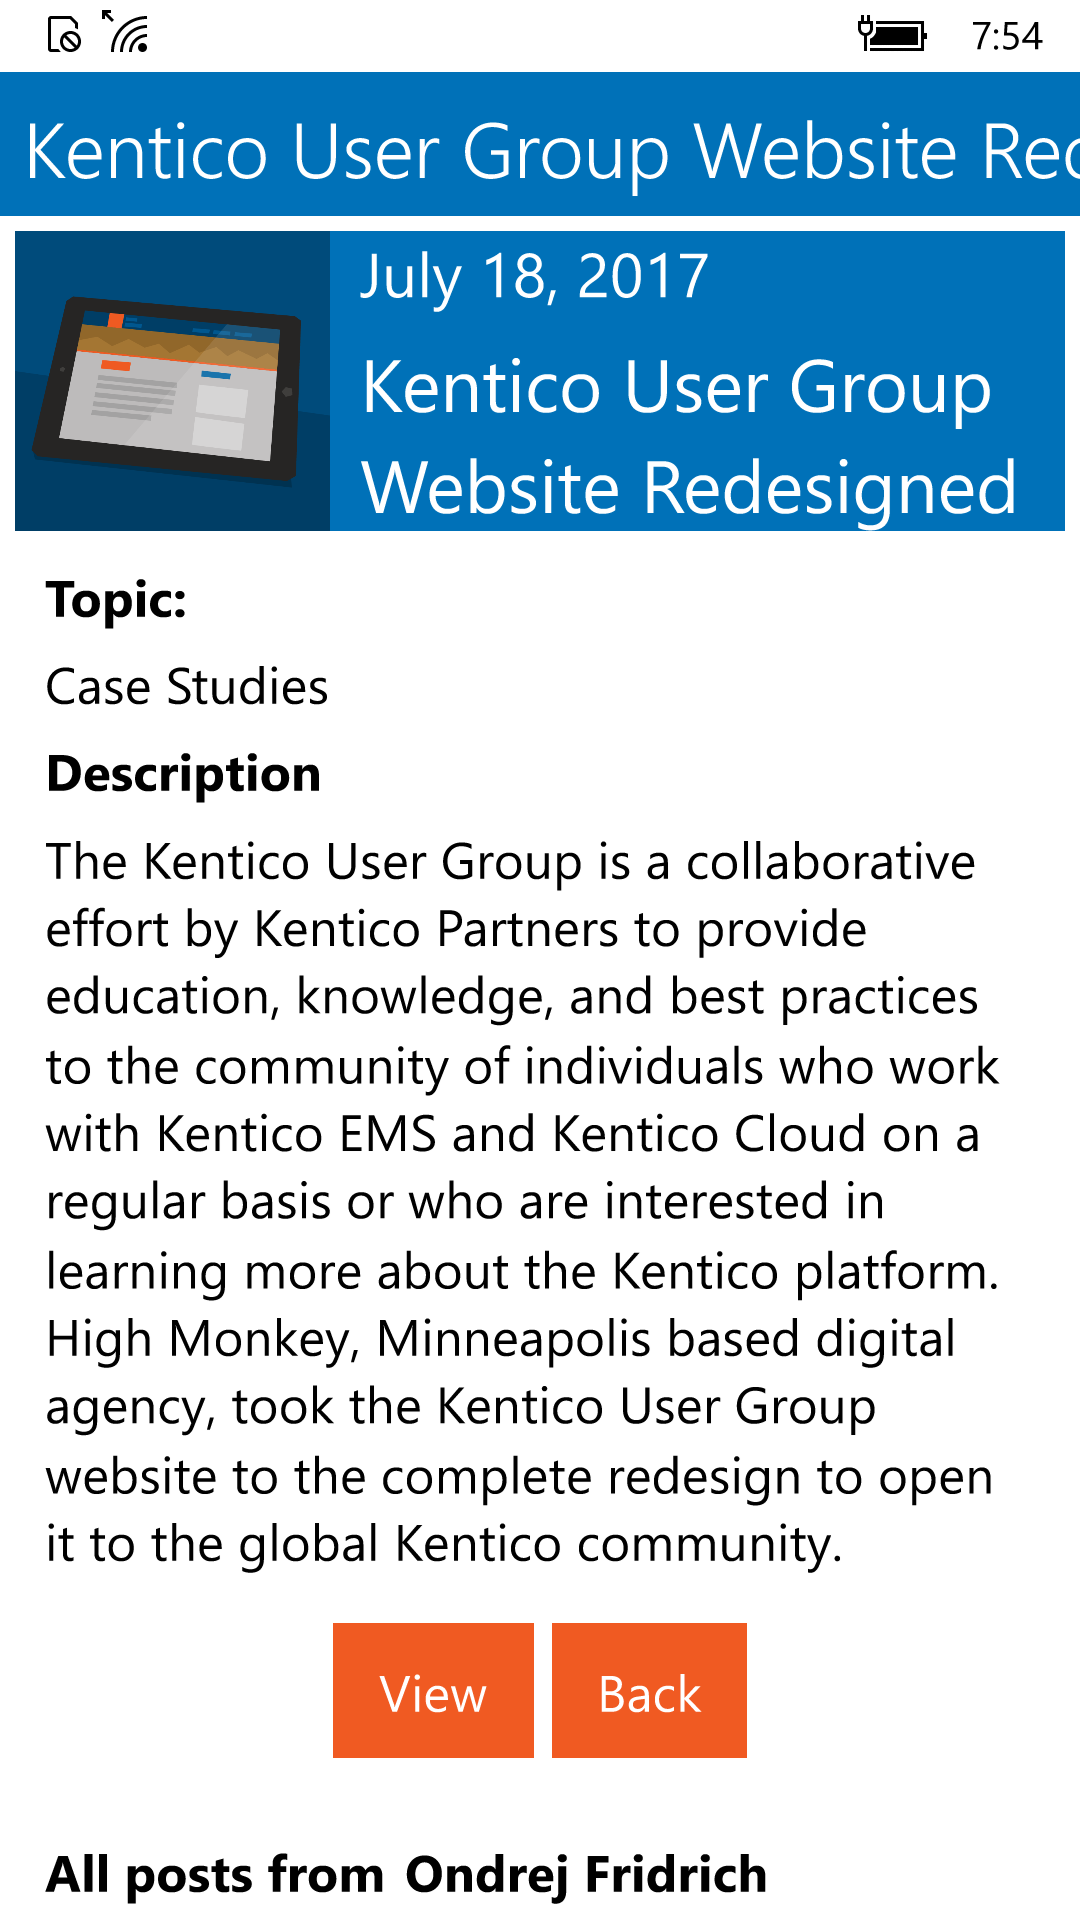 7:54
Kentico User Group Website Red
July 18, 2017
Kentico User Group
Website Redesigned
Topic:
Case Studies
Description
The Kentico User Group is a collaborative
effort by Kentico Partners to provide
education, knowledge, and best practices
to the community of individuals who work
with Kentico EMS and Kentico Cloud on a
regular basis or who are interested in
learning more about the Kentico platform.
High Monkey, Minneapolis based digital
agency, took the Kentico User Group
website to the complete redesign to open
it to the global Kentico community.
View Back
All posts from Ondrej Fridrich